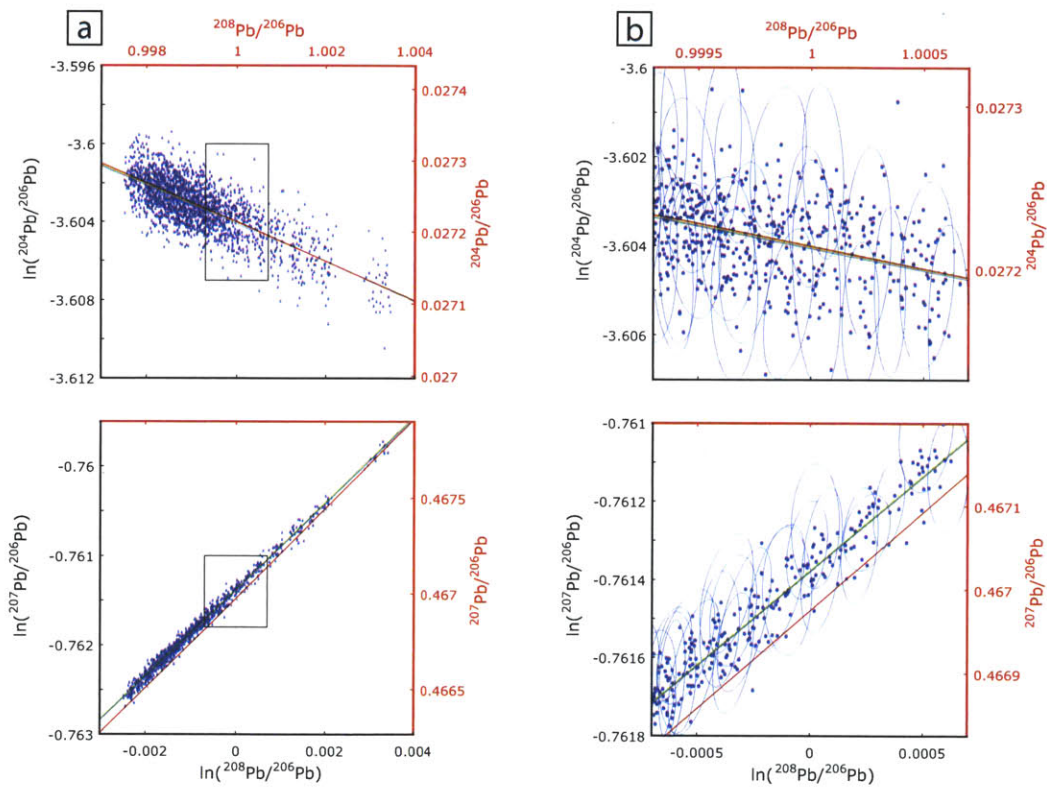 a
²⁰⁸Pb/²⁰⁶Pb
0.998 1 1.002 1.004
-3.596
-3.6
-3.604
-3.608
-3.612
ln(²⁰⁴Pb/²⁰⁶Pb)
0.0274
0.0273
0.0272
0.0271
0.027
²⁰⁴Pb/²⁰⁶Pb
b
²⁰⁸Pb/²⁰⁶Pb
0.9995 1 1.0005
-3.6
-3.602
-3.604
-3.606
ln(²⁰⁴Pb/²⁰⁶Pb)
0.0273
0.0272
²⁰⁴Pb/²⁰⁶Pb
-0.76
-0.761
-0.762
-0.763
ln(²⁰⁷Pb/²⁰⁶Pb)
0.4675
0.467
0.46665
²⁰⁷Pb/²⁰⁶Pb
-0.002 0 0.002 0.004
ln(²⁰⁸Pb/²⁰⁶Pb)
-0.761
-0.7612
-0.7614
-0.7616
-0.7618
ln(²⁰⁷Pb/²⁰⁶Pb)
0.4671
0.467
0.4669
²⁰⁷Pb/²⁰⁶Pb
-0.0005 0 0.0005
ln(²⁰⁸Pb/²⁰⁶Pb)